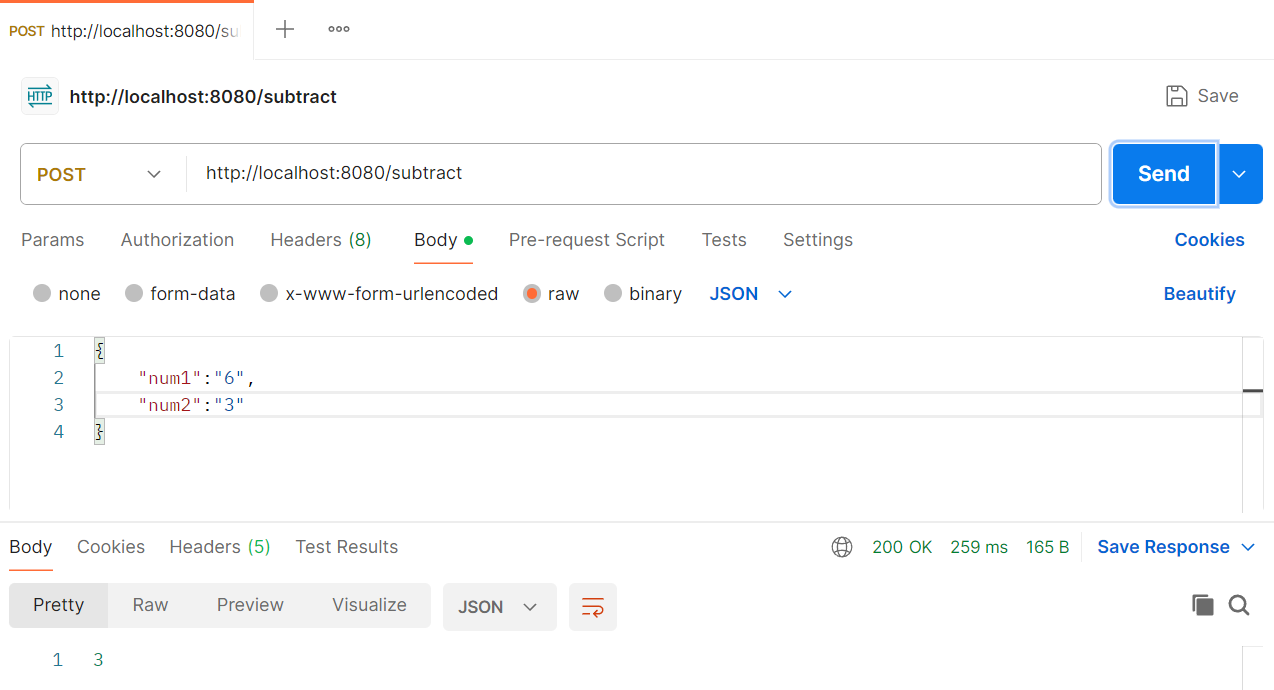 POST http://localhost:8080/su
HTTP http://localhost:8080/subtract
Save
POST http://localhost:8080/subtract Send
Params Authorization Headers (8) Body Pre-request Script Tests Settings Cookies
none form-data x-www-form-urlencoded raw binary JSON Beautify
1 {
2 "num1":"6",
3 "num2":"3"
4 }
Body Cookies Headers (5) Test Results 200 OK 259 ms 165 B Save Response
Pretty Raw Preview Visualize JSON
1 3